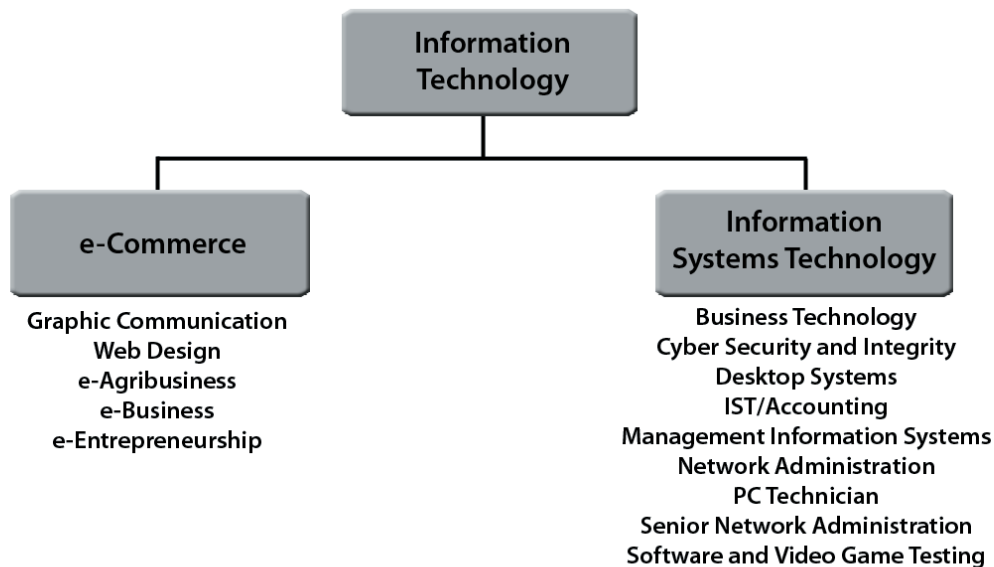 Information
Technology
e-Commerce
Graphic Communication
Web Design
e-Agribusiness
e-Business
e-Entrepreneurship
Information
Systems Technology
Business Technology
Cyber Security and Integrity
Desktop Systems
IST/Accounting
Management Information Systems
Network Administration
PC Technician
Senior Network Administration
Software and Video Game Testing